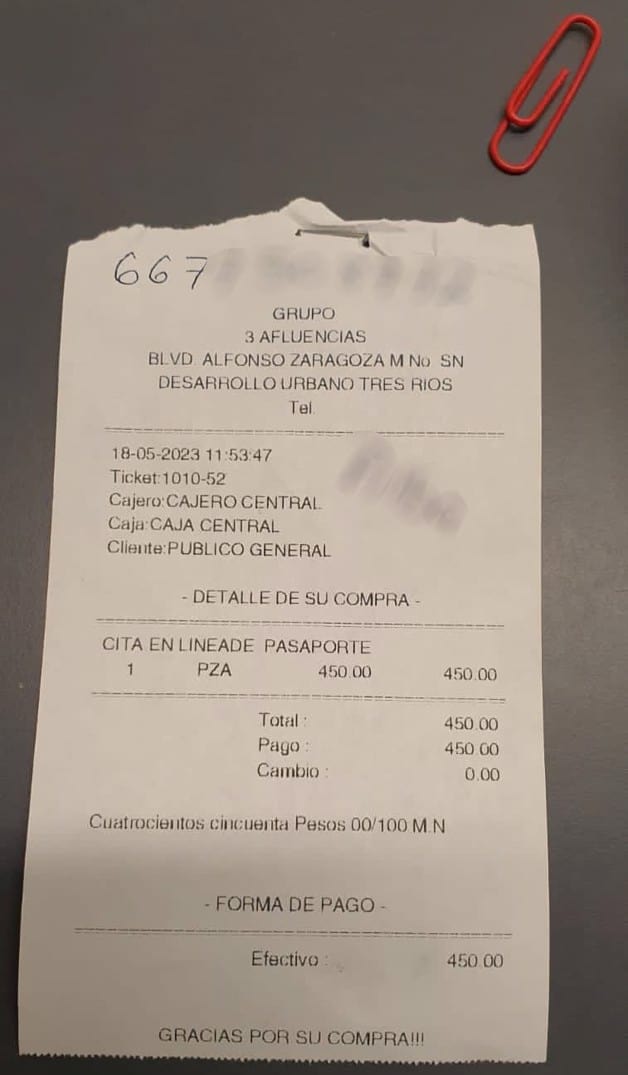 667
GRUPO
3 AFLUENCIAS
BLVD. ALFONSO ZARAGOZA M No. SN
DESARROLLO URBANO TRES RIOS
Tel.
18-05-2023 11:53:47
Ticket:1010-52
Cajero:CAJERO CENTRAL
Caja:CAJA CENTRAL
Cliente:PUBLICO GENERAL
- DETALLE DE SU COMPRA -
CITA EN LINEADE PASAPORTE
1 PZA 450.00 450.00
Total : 450.00
Pago : 450.00
Cambio : 0.00
Cuatrocientos cincuenta Pesos 00/100 M.N
- FORMA DE PAGO -
Efectivo : 450.00
GRACIAS POR SU COMPRA!!!